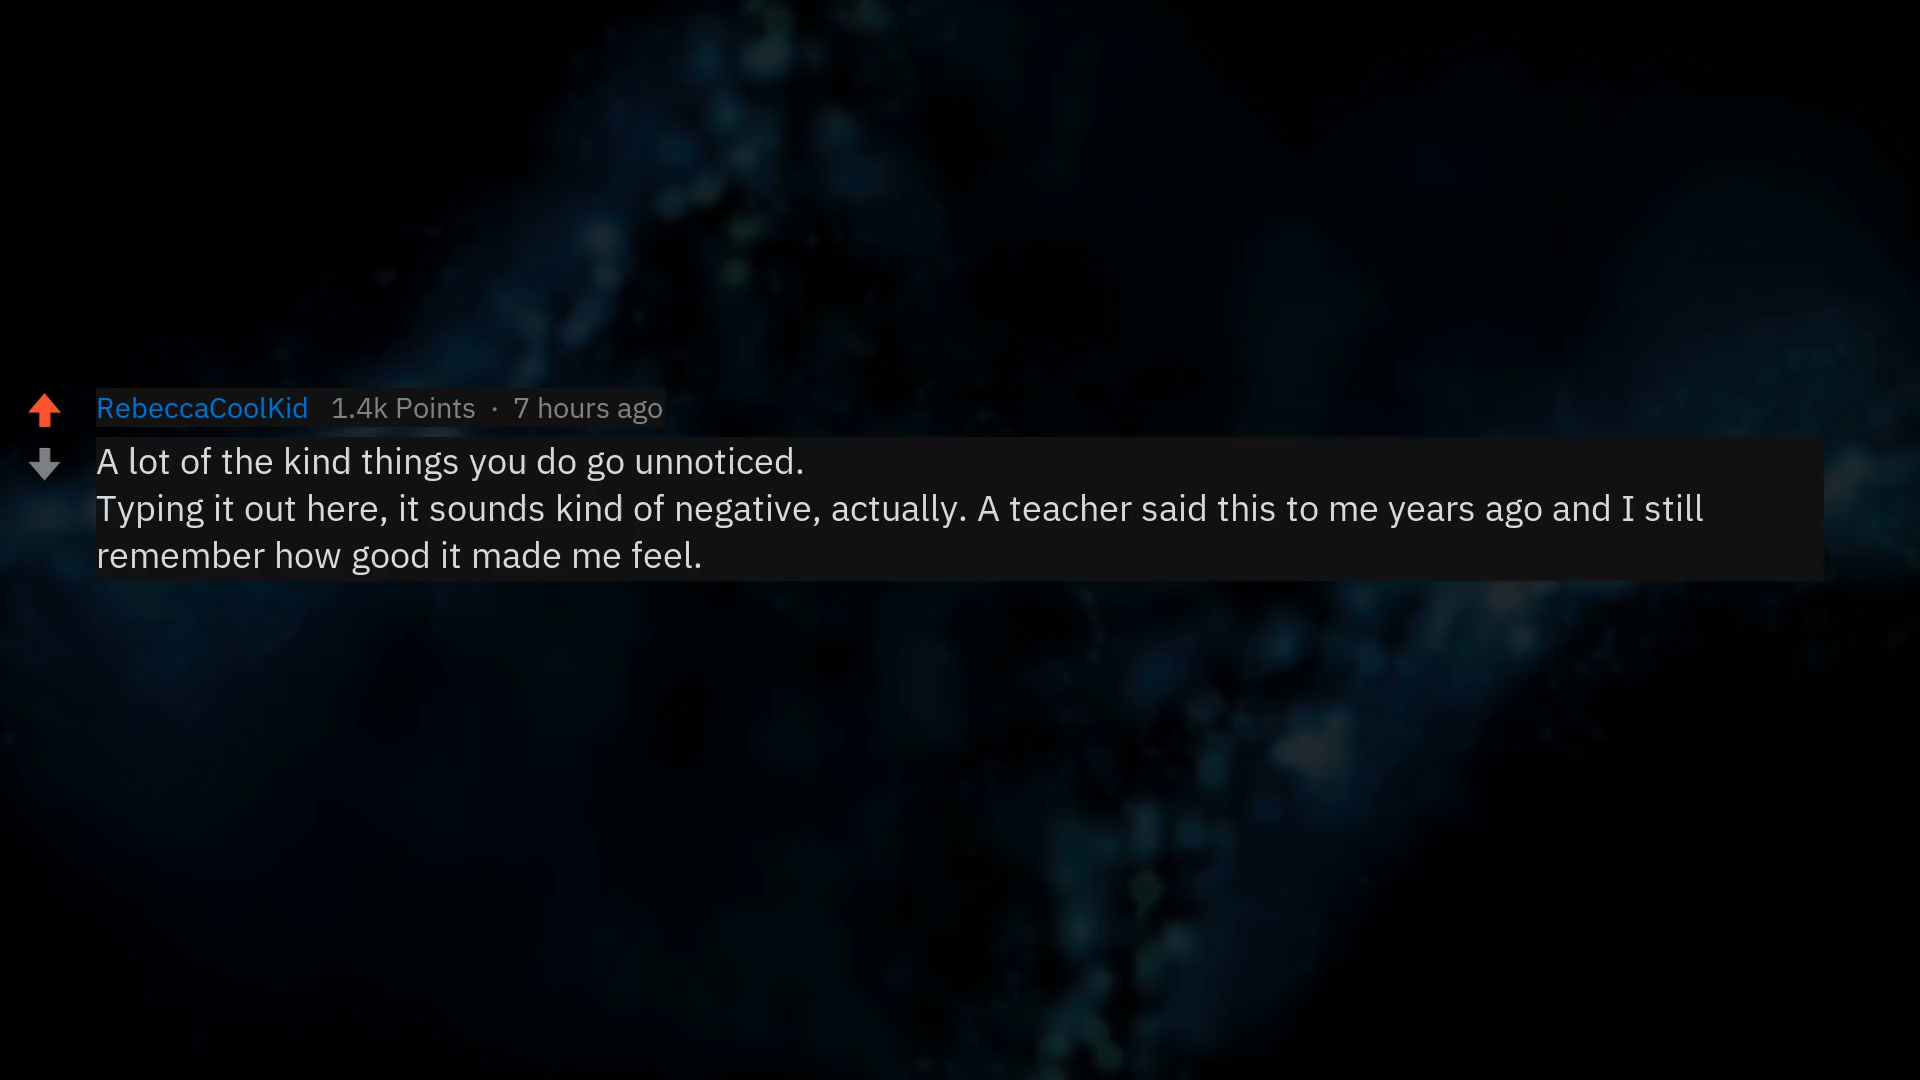 RebeccaCoolKid 1.4k Points · 7 hours ago
A lot of the kind things you do go unnoticed.
Typing it out here, it sounds kind of negative, actually. A teacher said this to me years ago and I still
remember how good it made me feel.